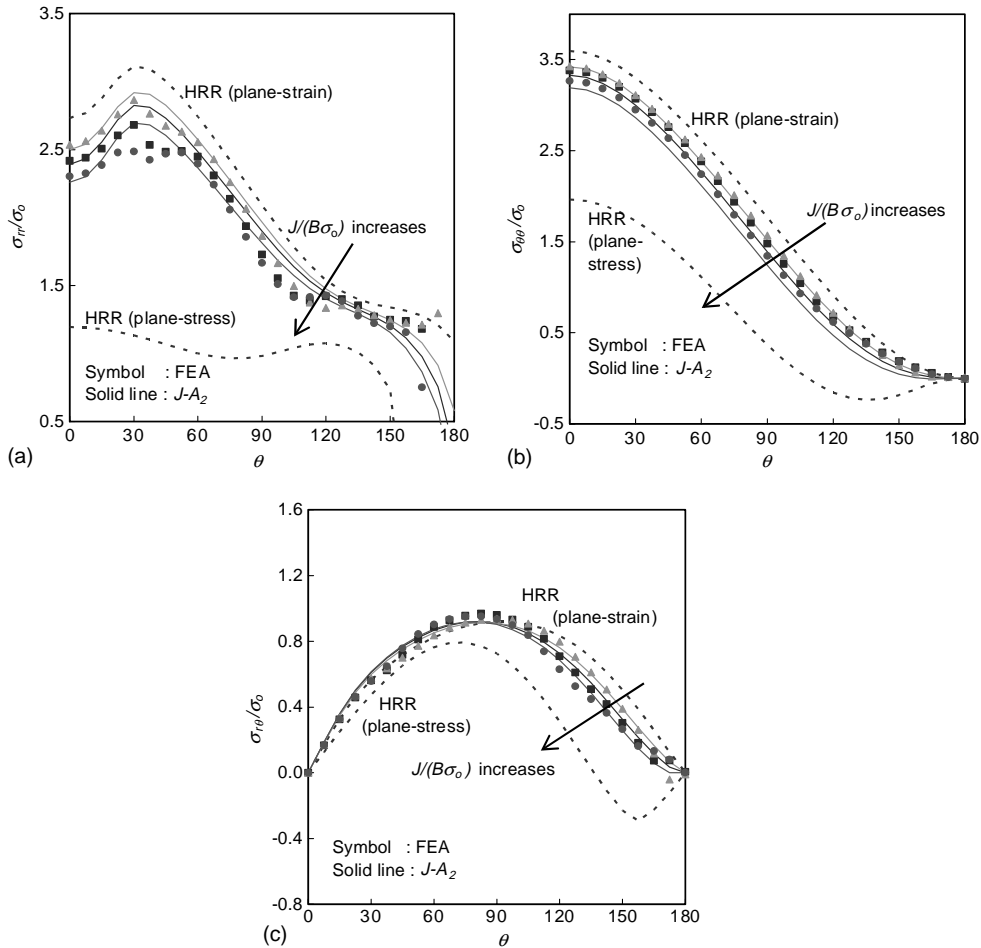 3.5
2.5
1.5
0.5
σrr/σo
HRR (plane-strain)
J/(Bσo) increases
HRR (plane-stress)
Symbol : FEA
Solid line : J-A2
0 30 60 90 120 150 180
θ
(a)
3.5
2.5
1.5
0.5
-0.5
σθθ/σo
HRR (plane-strain)
HRR
(plane-
stress)
J/(Bσo) increases
Symbol : FEA
Solid line : J-A2
0 30 60 90 120 150 180
θ
(b)
1.6
1.2
0.8
0.4
0.0
-0.4
-0.8
σrθ/σo
HRR
(plane-strain)
HRR
(plane-stress)
J/(Bσo) increases
Symbol : FEA
Solid line : J-A2
0 30 60 90 120 150 180
θ
(c)